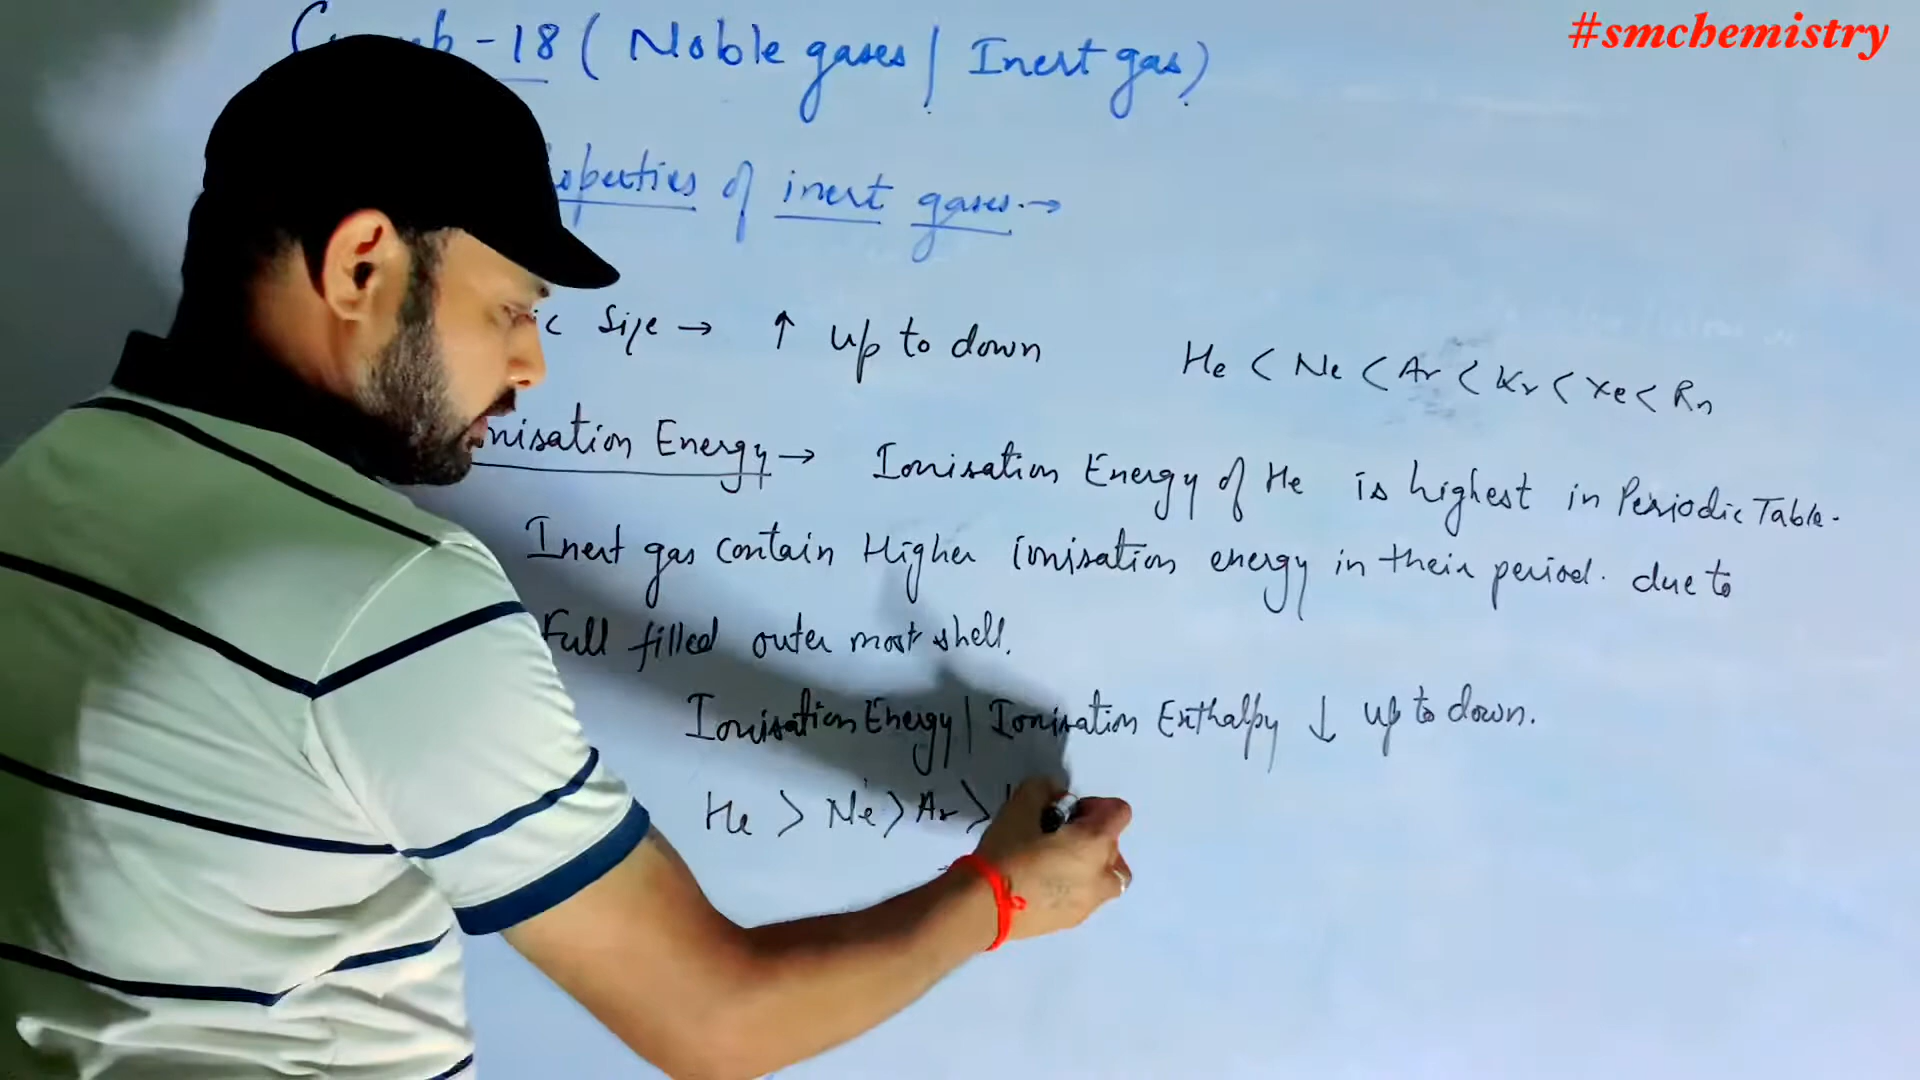 #smchemistry
-18 ( Noble gases | Inert gas)
of inert gases.→
Size → ↑ up to down He < Ne < Ar < Kr < Xe < Rn
Energy → Ionisation Energy of He is highest in Periodic Table.
Inert gas contain Higher ionisation energy in their period. due to
Full filled outer most shell.
Ionisation Energy | Ionisation Enthalpy ↓ up to down.
He > Ne > Ar >